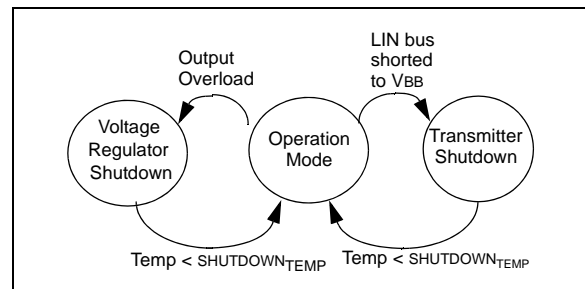 Output
Overload
LIN bus
shorted
to VBB
Voltage
Regulator
Shutdown
Operation
Mode
Transmitter
Shutdown
Temp < SHUTDOWNTEMP
Temp < SHUTDOWNTEMP